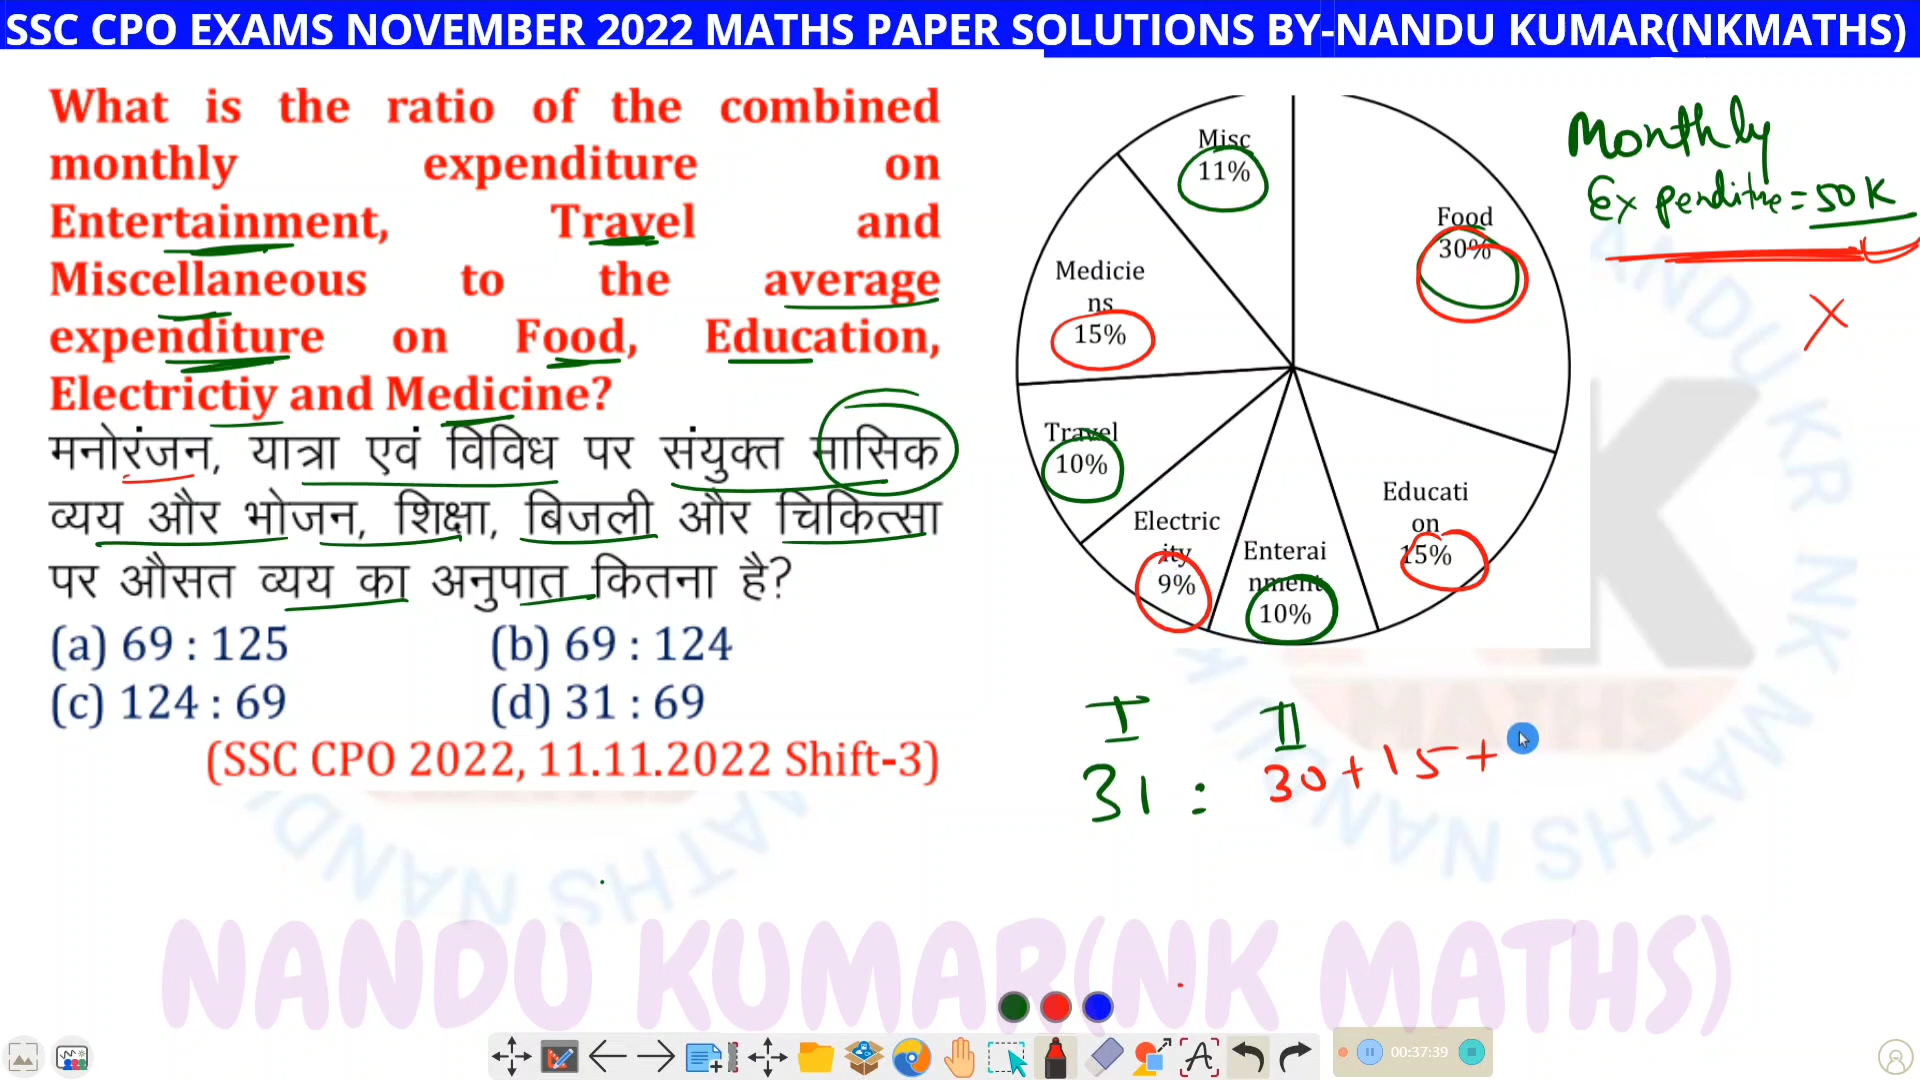 SSC CPO EXAMS NOVEMBER 2022 MATHS PAPER SOLUTIONS BY-NANDU KUMAR(NKMATHS)
What is the ratio of the combined
monthly expenditure on
Entertainment, Travel and
Miscellaneous to the average
expenditure on Food, Education,
Electrictiy and Medicine?
मनोरंजन, यात्रा एवं विविध पर संयुक्त मासिक
व्यय और भोजन, शिक्षा, बिजली और चिकित्सा
पर औसत व्यय का अनुपात कितना है?
(a) 69 : 125 (b) 69 : 124
(c) 124 : 69 (d) 31 : 69
(SSC CPO 2022, 11.11.2022 Shift-3)
Misc
11%
Food
30%
Medicie
ns
15%
Travel
10%
Electric
ity
9%
Enterai
nment
10%
Educati
on
15%
Monthly
Expenditre = 50K
X
I II
31 : 30 + 15 +
NANDU KUMAR(NK MATHS)
00:37:39